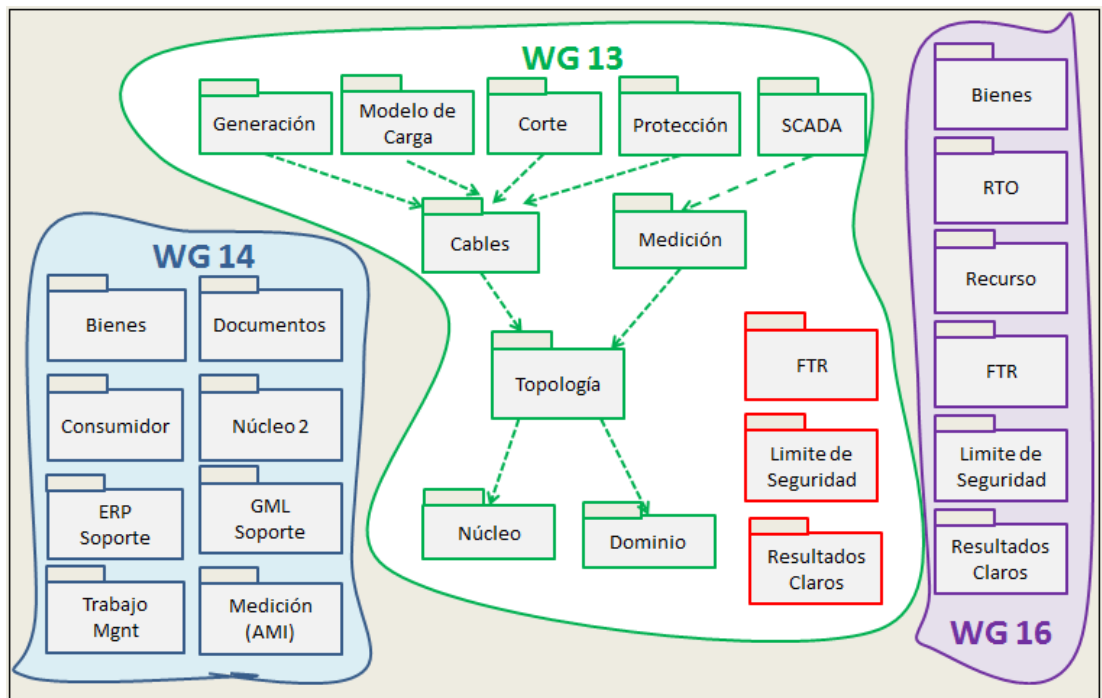 WG 13
Generación
Modelo de
Carga
Corte
Protección
SCADA
Cables
Medición
Topología
Núcleo
Dominio
FTR
Limite de
Seguridad
Resultados
Claros
WG 14
Bienes
Documentos
Consumidor
Núcleo 2
ERP
Soporte
GML
Soporte
Trabajo
Mgnt
Medición
(AMI)
Bienes
RTO
Recurso
FTR
Limite de
Seguridad
Resultados
Claros
WG 16